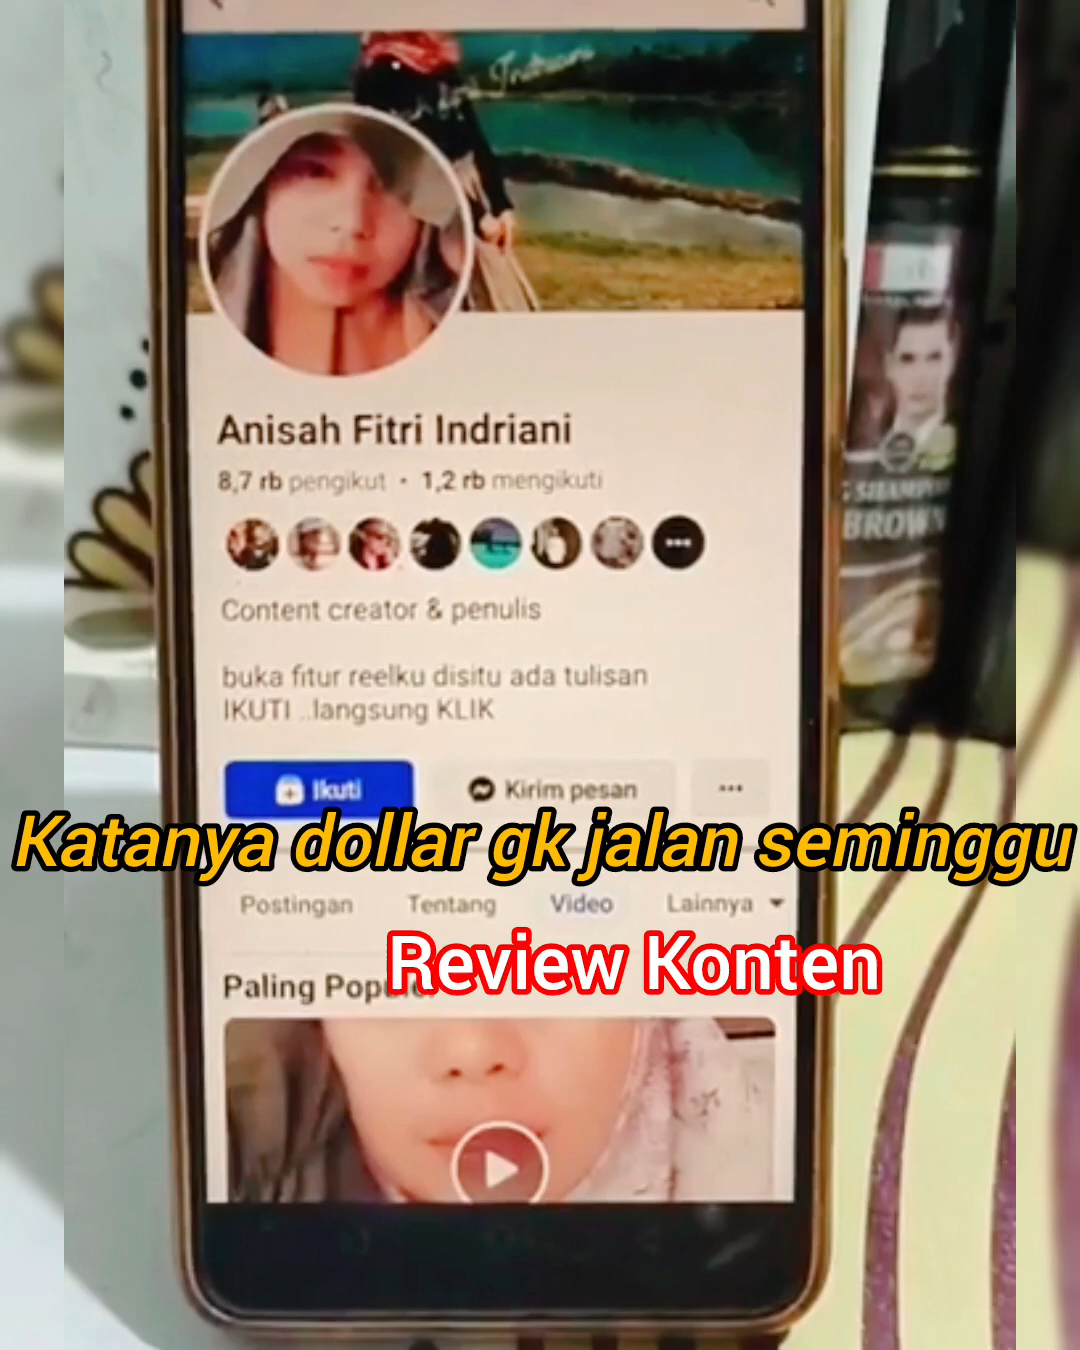 Indriani
Anisah Fitri Indriani
8,7 rb pengikut • 1,2 rb mengikuti
Content creator & penulis
buka fitur reelku disitu ada tulisan
IKUTI ..langsung KLIK
Ikuti
Kirim pesan
Katanya dollar gk jalan seminggu
Postingan Tentang Video Lainnya
Review Konten
Paling
BROWN